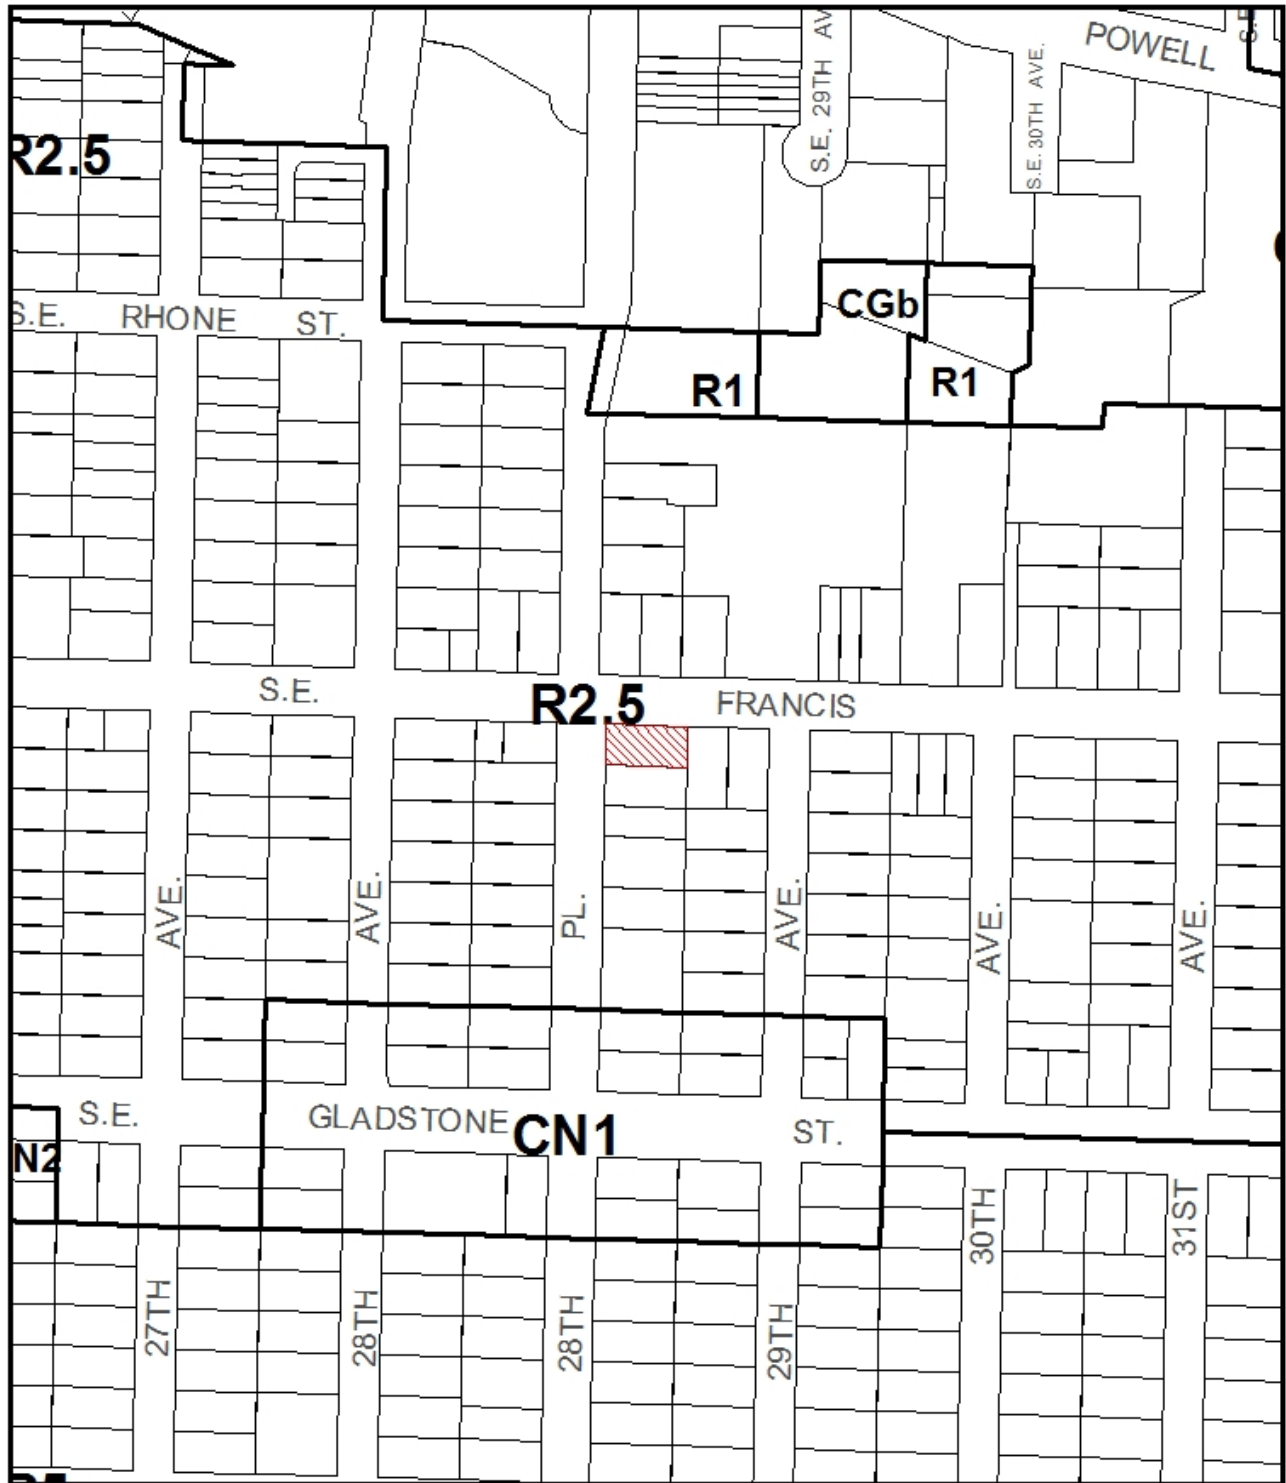 POWELL
S.E. 29TH AV
S.E. 30TH AVE.
S.E.
R2.5
CGb
S.E. RHONE ST.
R1
R1
S.E. R2.5 FRANCIS
AVE.
AVE.
PL.
AVE.
AVE.
AVE.
S.E. GLADSTONE CN1 ST.
N2
27TH
28TH
28TH
29TH
30TH
31ST